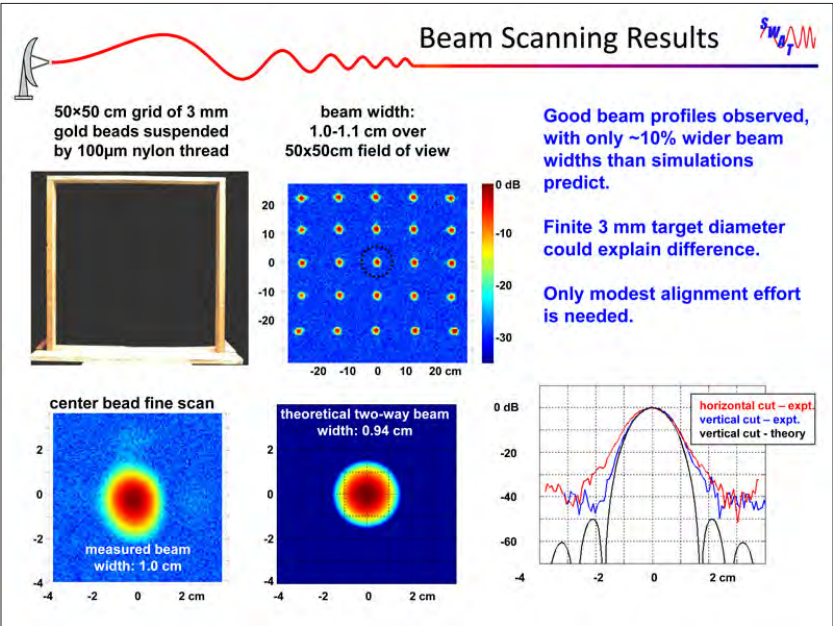 Beam Scanning Results
SWAT
50×50 cm grid of 3 mm
gold beads suspended
by 100μm nylon thread
beam width:
1.0-1.1 cm over
50x50cm field of view
Good beam profiles observed,
with only ~10% wider beam
widths than simulations
predict.
Finite 3 mm target diameter
could explain difference.
Only modest alignment effort
is needed.
20
10
0
-10
-20
-20 -10 0 10 20 cm
0 dB
-10
-20
-30
center bead fine scan
2
0
-2
-4
measured beam
width: 1.0 cm
-4 -2 0 2 cm
theoretical two-way beam
width: 0.94 cm
2
0
-2
-4
-4 -2 0 2 cm
0 dB
-20
-40
-60
-4 -2 0 2 cm
horizontal cut – expt.
vertical cut – expt.
vertical cut - theory